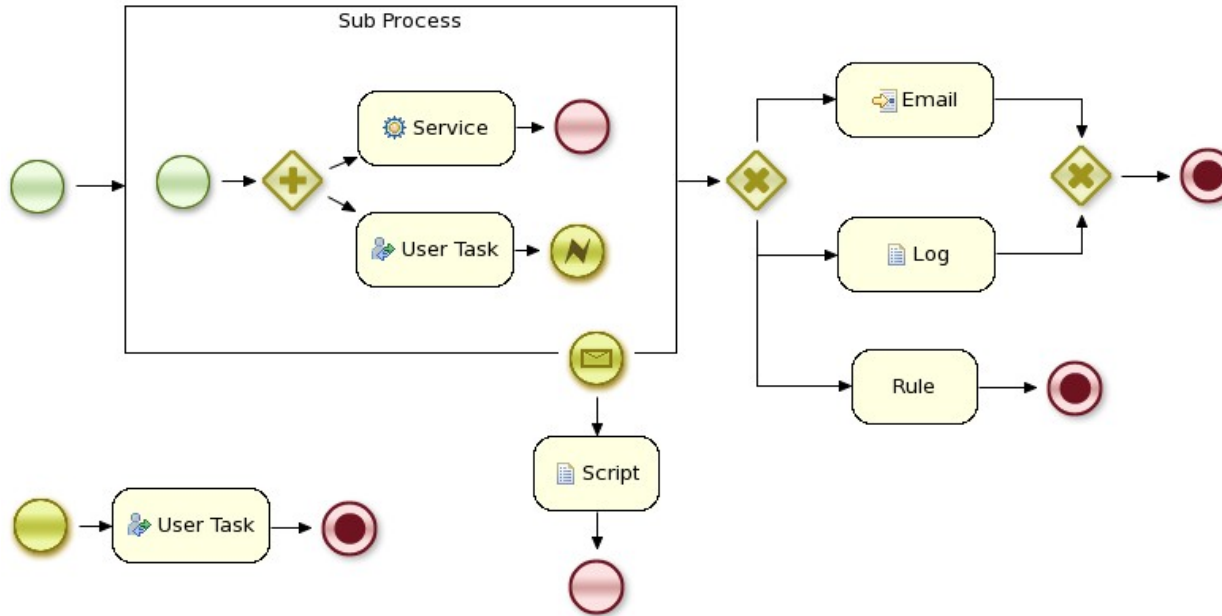 Sub Process
Service
User Task
Email
Log
Rule
Script
User Task